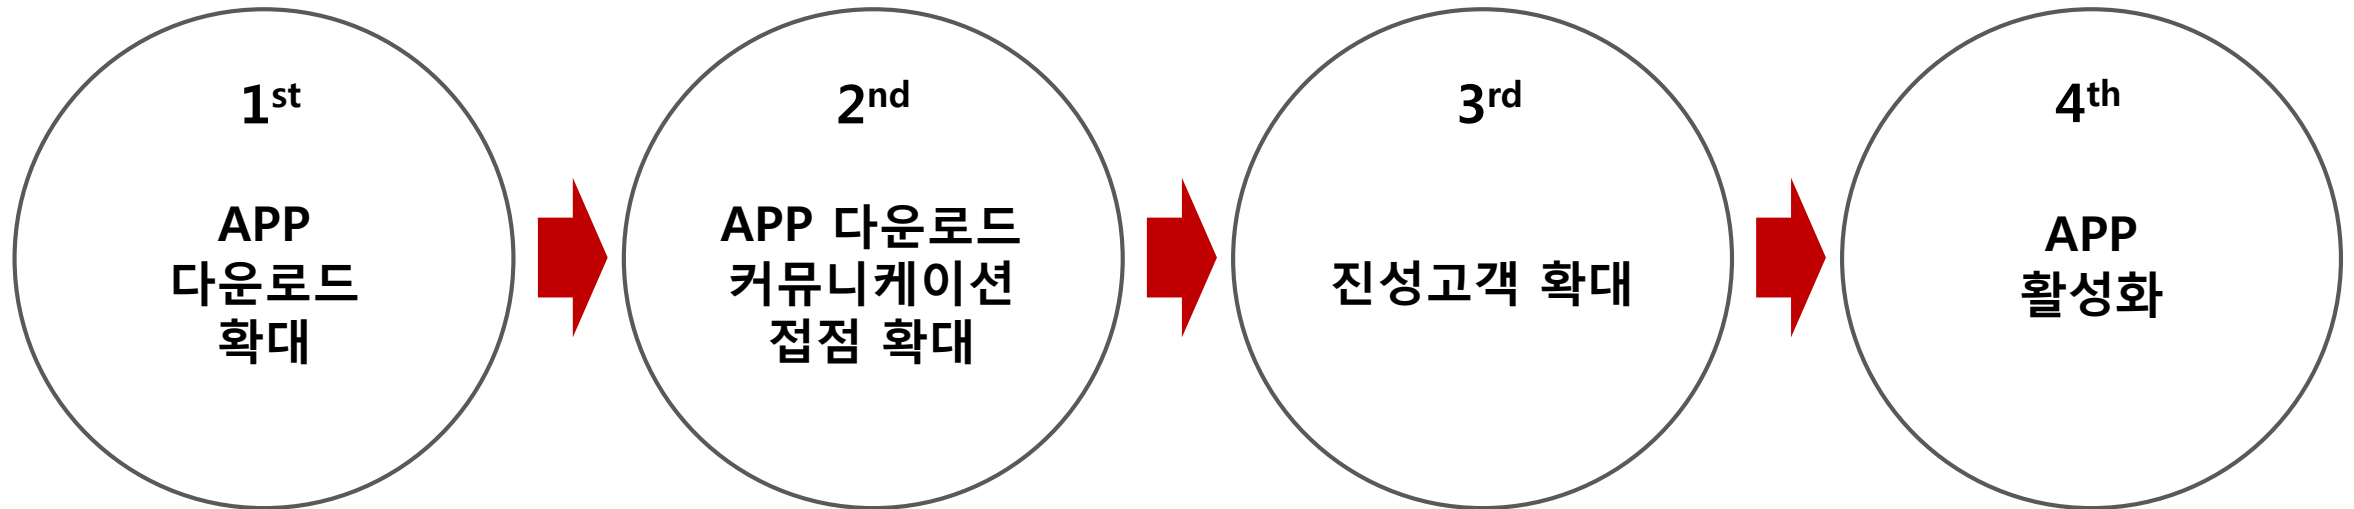 1st
APP
다운로드
확대
2nd
APP 다운로드
커뮤니케이션
접점 확대
3rd
진성고객 확대
4th
APP
활성화